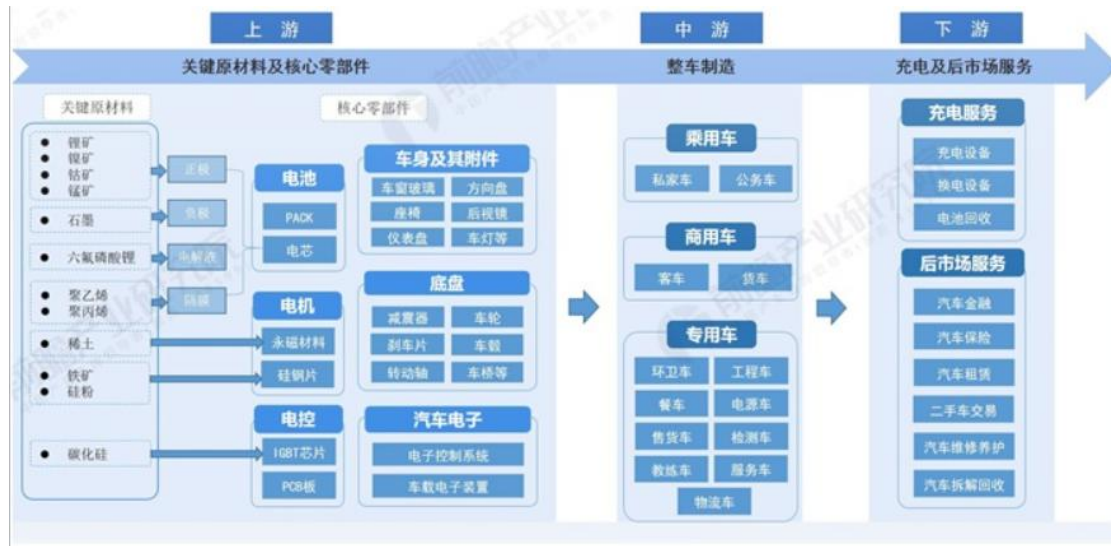 上 游
中 游
下 游
关键原材料及核心零部件
整车制造
充电及后市场服务
关键原材料
核心零部件
锂矿
镍矿
钴矿
锰矿
石墨
六氟磷酸锂
聚乙烯
聚丙烯
稀土
铁矿
硅粉
碳化硅
正极
负极
电解液
隔膜
电池
PACK
电芯
电机
永磁材料
硅钢片
电控
IGBT芯片
PCB板
车身及其附件
车窗玻璃 方向盘
座椅 后视镜
仪表盘 车灯等
底盘
减震器 车轮
刹车片 车毂
转动轴 车桥等
汽车电子
电子控制系统
车载电子装置
乘用车
私家车 公务车
商用车
客车 货车
专用车
环卫车 工程车
餐车 电源车
售货车 检测车
教练车 服务车
物流车
充电服务
充电设备
换电设备
电池回收
后市场服务
汽车金融
汽车保险
汽车租赁
二手车交易
汽车维修养护
汽车拆解回收
前瞻产业研究院